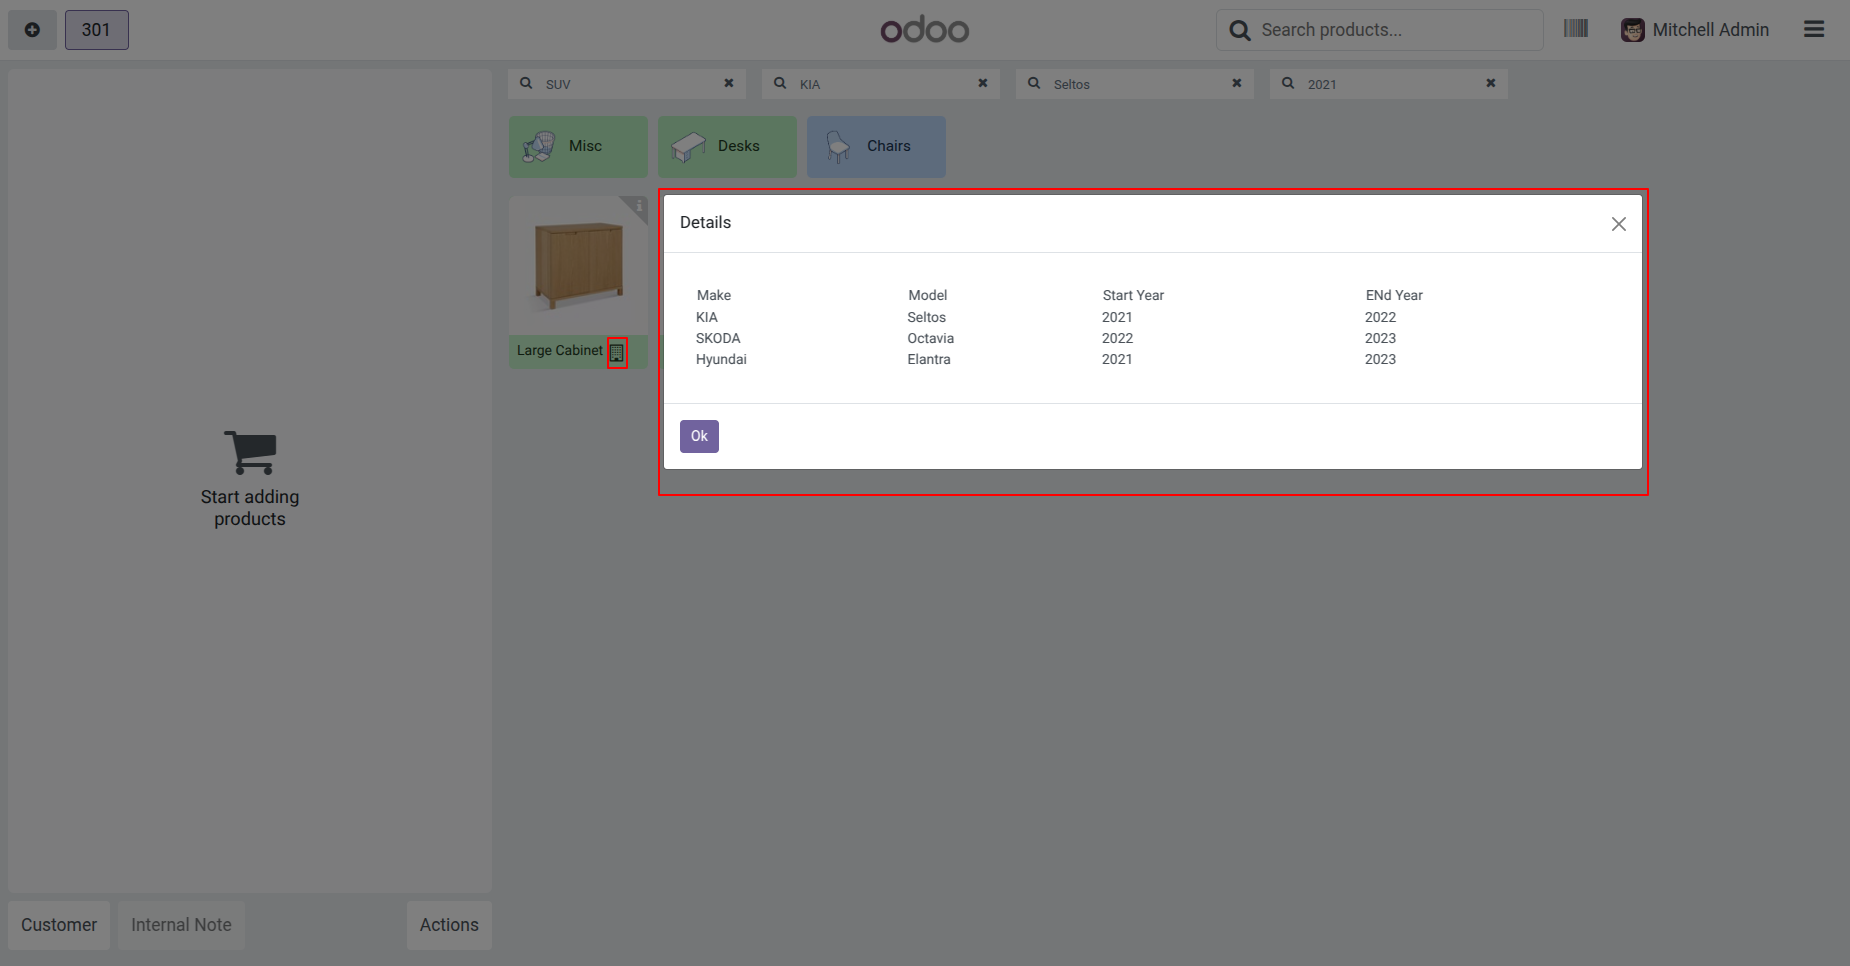 301
odoo
Search products...
Mitchell Admin
SUV
KIA
Seltos
2021
Misc
Desks
Chairs
Large Cabinet
Details
Make Model Start Year ENd Year
KIA Seltos 2021 2022
SKODA Octavia 2022 2023
Hyundai Elantra 2021 2023
Ok
Start adding
products
Customer
Internal Note
Actions